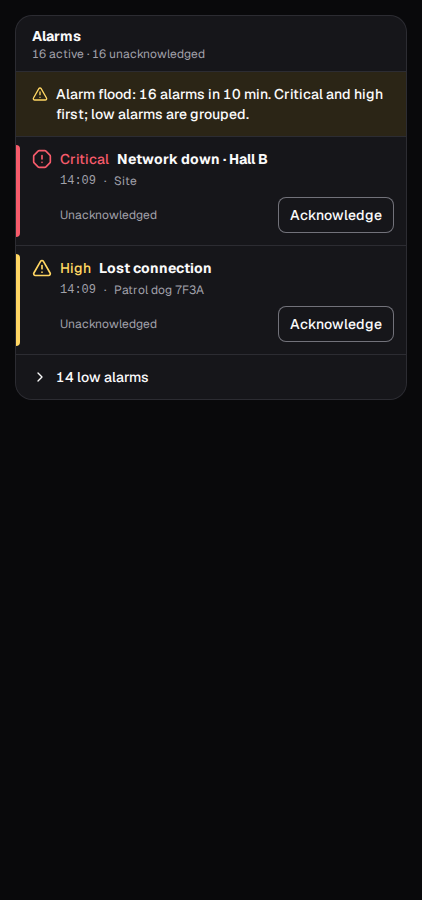 Alarms
16 active · 16 unacknowledged
Alarm flood: 16 alarms in 10 min. Critical and high
first; low alarms are grouped.
Critical Network down · Hall B
14:09 · Site
Unacknowledged Acknowledge
High Lost connection
14:09 · Patrol dog 7F3A
Unacknowledged Acknowledge
14 low alarms